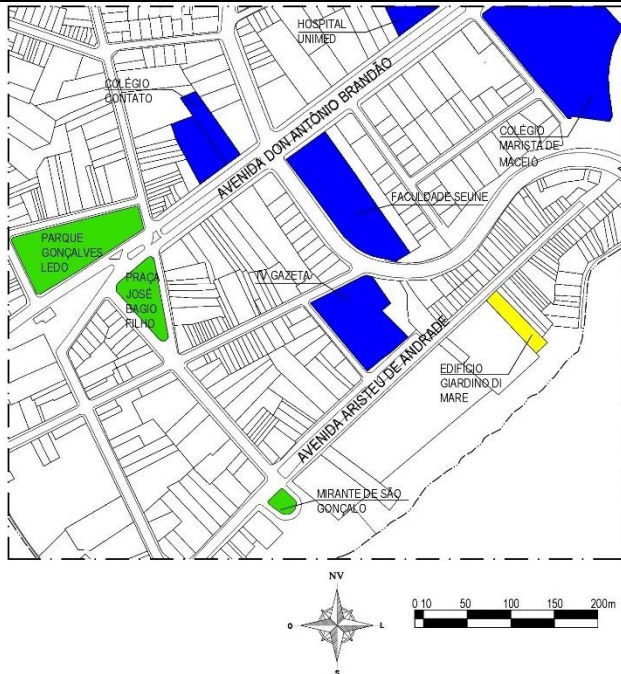 HOSPITAL
UNIMED
COLÉGIO
CONTATO
AVENIDA DON ANTÔNIO BRANDÃO
COLÉGIO
MARISTA DE
MACEIÓ
FACULDADE SEUNE
PARQUE
GONÇALVES
LEDO
PRAÇA
JOSÉ
BAGIO
FILHO
TV GAZETA
AVENIDA ARISTEU DE ANDRADE
EDIFÍCIO
GIARDINO DI
MARE
MIRANTE DE SÃO
GONÇALO
NV
O
L
S
0 10 50 100 150 200m